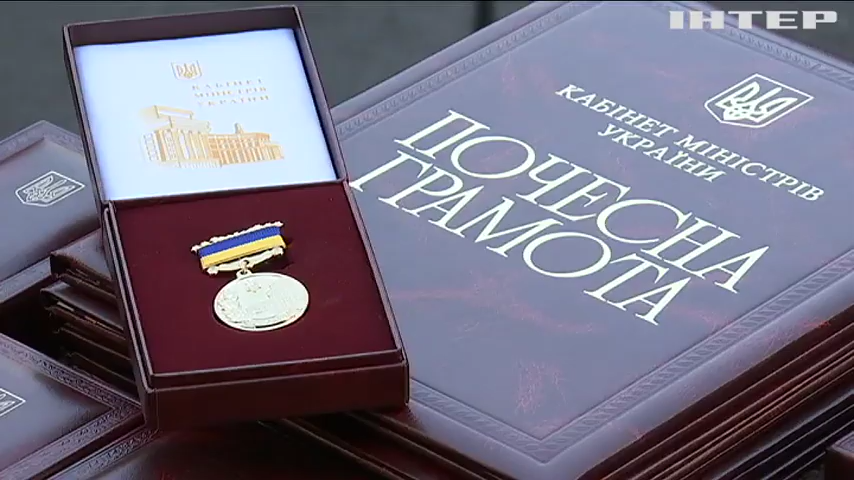 ІНТЕР
КАБІНЕТ
МІНІСТРІВ
УКРАЇНИ
КАБІНЕТ МІНІСТРІВ
УКРАЇНИ
ПОЧЕСНА
ГРАМОТА